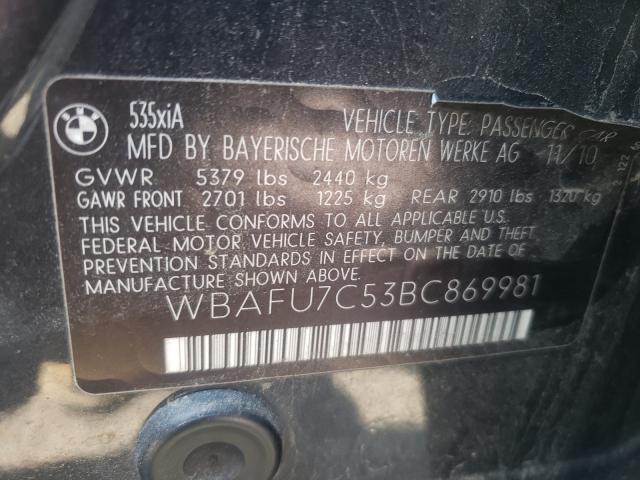 BMW
535xiA
VEHICLE TYPE: PASSENGER CAR
MFD BY BAYERISCHE MOTOREN WERKE AG 11/10
GVWR 5379 lbs 2440 kg
GAWR FRONT 2701 lbs 1225 kg REAR 2910 lbs 1320 kg
THIS VEHICLE CONFORMS TO ALL APPLICABLE U.S.
FEDERAL MOTOR VEHICLE SAFETY, BUMPER AND THEFT
PREVENTION STANDARDS IN EFFECT ON THE DATE OF
MANUFACTURE SHOWN ABOVE.
WBAFU7C53BC869981